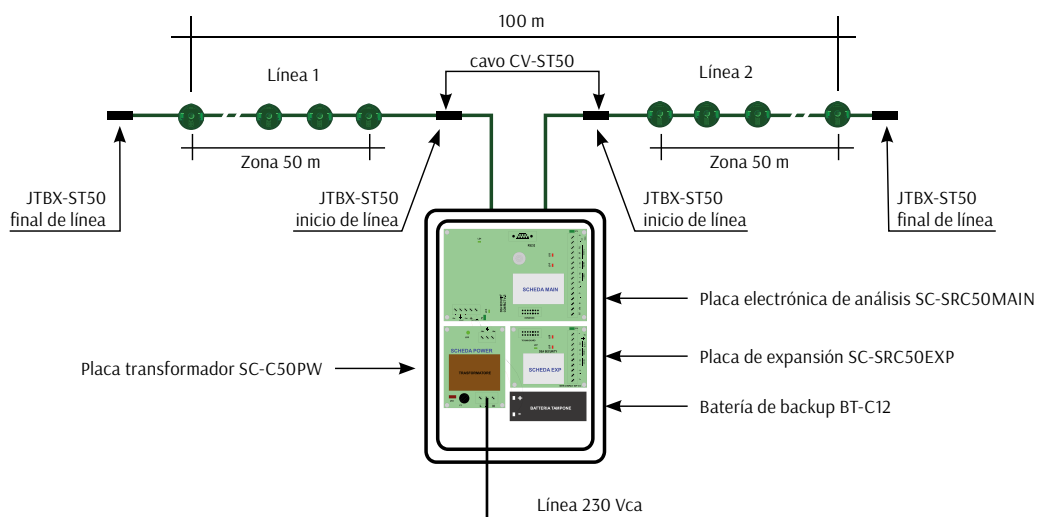 100 m
Línea 1
cavo CV-ST50
Línea 2
Zona 50 m
Zona 50 m
JTBX-ST50
final de línea
JTBX-ST50
inicio de línea
JTBX-ST50
inicio de línea
JTBX-ST50
final de línea
SCHEDA MAIN
Placa electrónica de análisis SC-SRC50MAIN
SCHEDA POWER
TRANSFORMATORE
SCHEDA EXP
Placa de expansión SC-SRC50EXP
Placa transformador SC-C50PW
BATTERIA TAMPONE
Batería de backup BT-C12
Línea 230 Vca